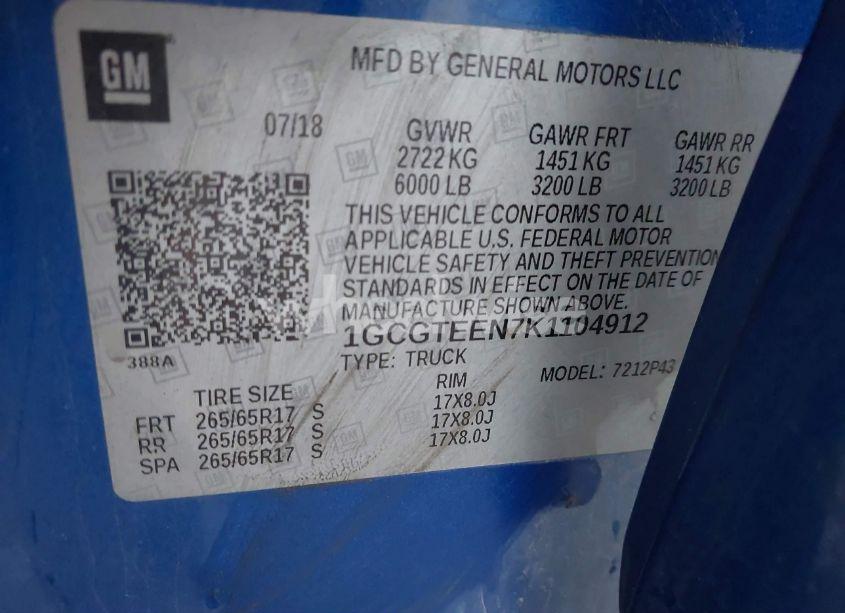 GM
MFD BY GENERAL MOTORS LLC
07/18 GVWR GAWR FRT GAWR RR
2722 KG 1451 KG 1451 KG
6000 LB 3200 LB 3200 LB
THIS VEHICLE CONFORMS TO ALL
APPLICABLE U.S. FEDERAL MOTOR
VEHICLE SAFETY AND THEFT PREVENTION
STANDARDS IN EFFECT ON THE DATE OF
MANUFACTURE SHOWN ABOVE.
1GCGTEEN7K1104912
388A TYPE: TRUCK MODEL: 7212P43
TIRE SIZE RIM
FRT 265/65R17 S 17X8.0J
RR 265/65R17 S 17X8.0J
SPA 265/65R17 S 17X8.0J